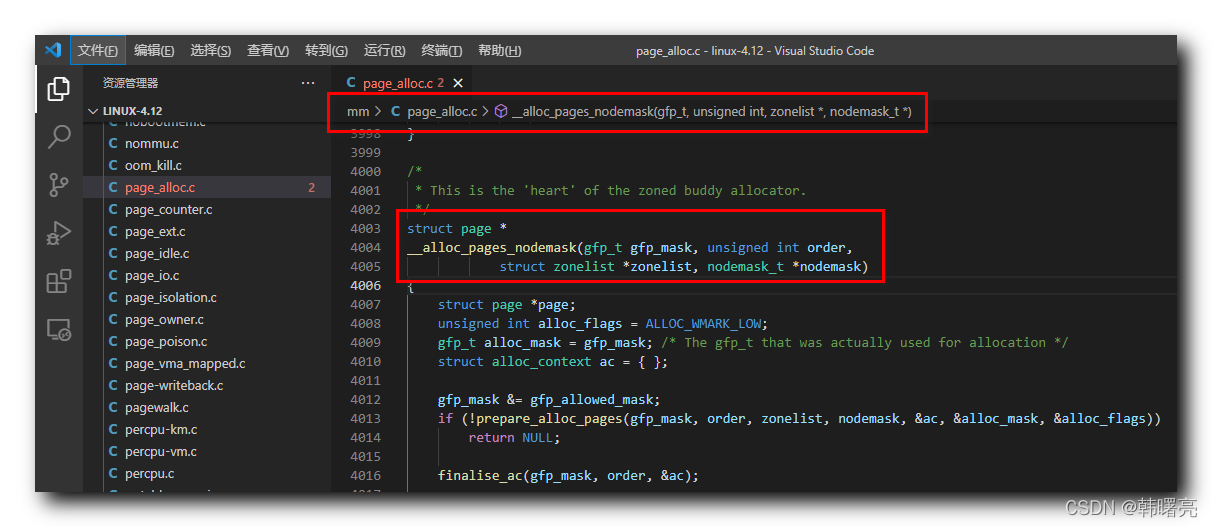 文件(F) 编辑(E) 选择(S) 查看(V) 转到(G) 运行(R) 终端(T) 帮助(H) page_alloc.c - linux-4.12 - Visual Studio Code
资源管理器 ···
LINUX-4.12
nobootmem.c
C nommu.c
C oom_kill.c
C page_alloc.c 2
C page_counter.c
C page_ext.c
C page_idle.c
C page_io.c
C page_isolation.c
C page_owner.c
C page_poison.c
C page_vma_mapped.c
C page-writeback.c
C pagewalk.c
C percpu-km.c
C percpu-vm.c
C percpu.c
C page_alloc.c 2 ×
mm > C page_alloc.c > __alloc_pages_nodemask(gfp_t, unsigned int, zonelist *, nodemask_t *)
3998 }
3999
4000 /*
4001 * This is the 'heart' of the zoned buddy allocator.
4002 */
4003 struct page *
4004 __alloc_pages_nodemask(gfp_t gfp_mask, unsigned int order,
4005 struct zonelist *zonelist, nodemask_t *nodemask)
4006 {
4007 struct page *page;
4008 unsigned int alloc_flags = ALLOC_WMARK_LOW;
4009 gfp_t alloc_mask = gfp_mask; /* The gfp_t that was actually used for allocation */
4010 struct alloc_context ac = { };
4011
4012 gfp_mask &= gfp_allowed_mask;
4013 if (!prepare_alloc_pages(gfp_mask, order, zonelist, nodemask, &ac, &alloc_mask, &alloc_flags))
4014 return NULL;
4015
4016 finalise_ac(gfp_mask, order, &ac);
4017
CSDN @韩曙亮